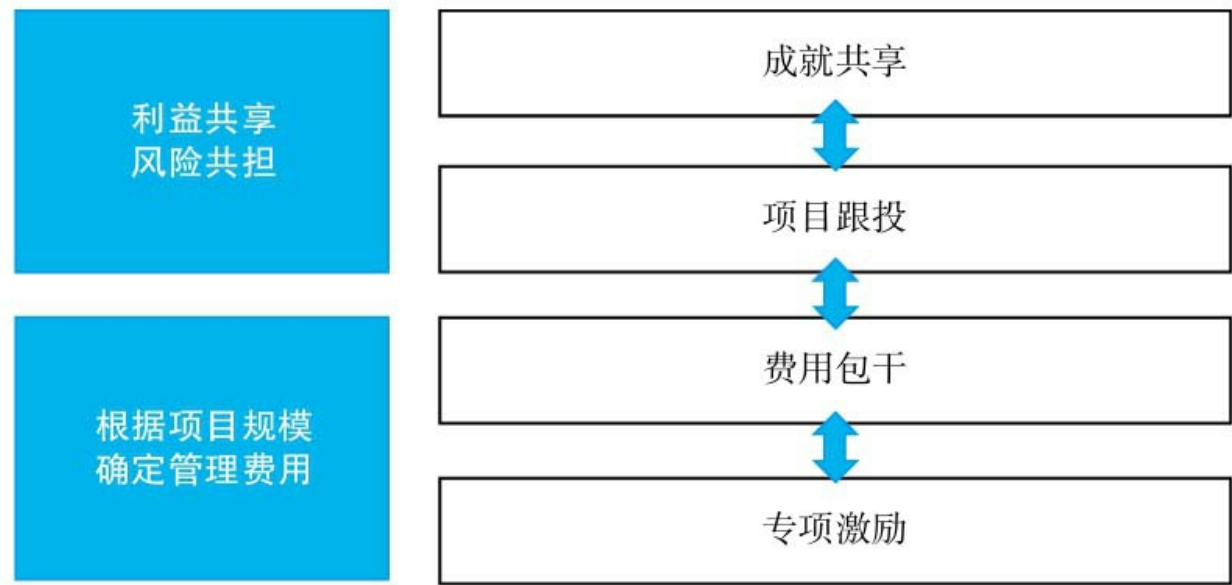 利益共享
风险共担
成就共享
项目跟投
根据项目规模
确定管理费用
费用包干
专项激励